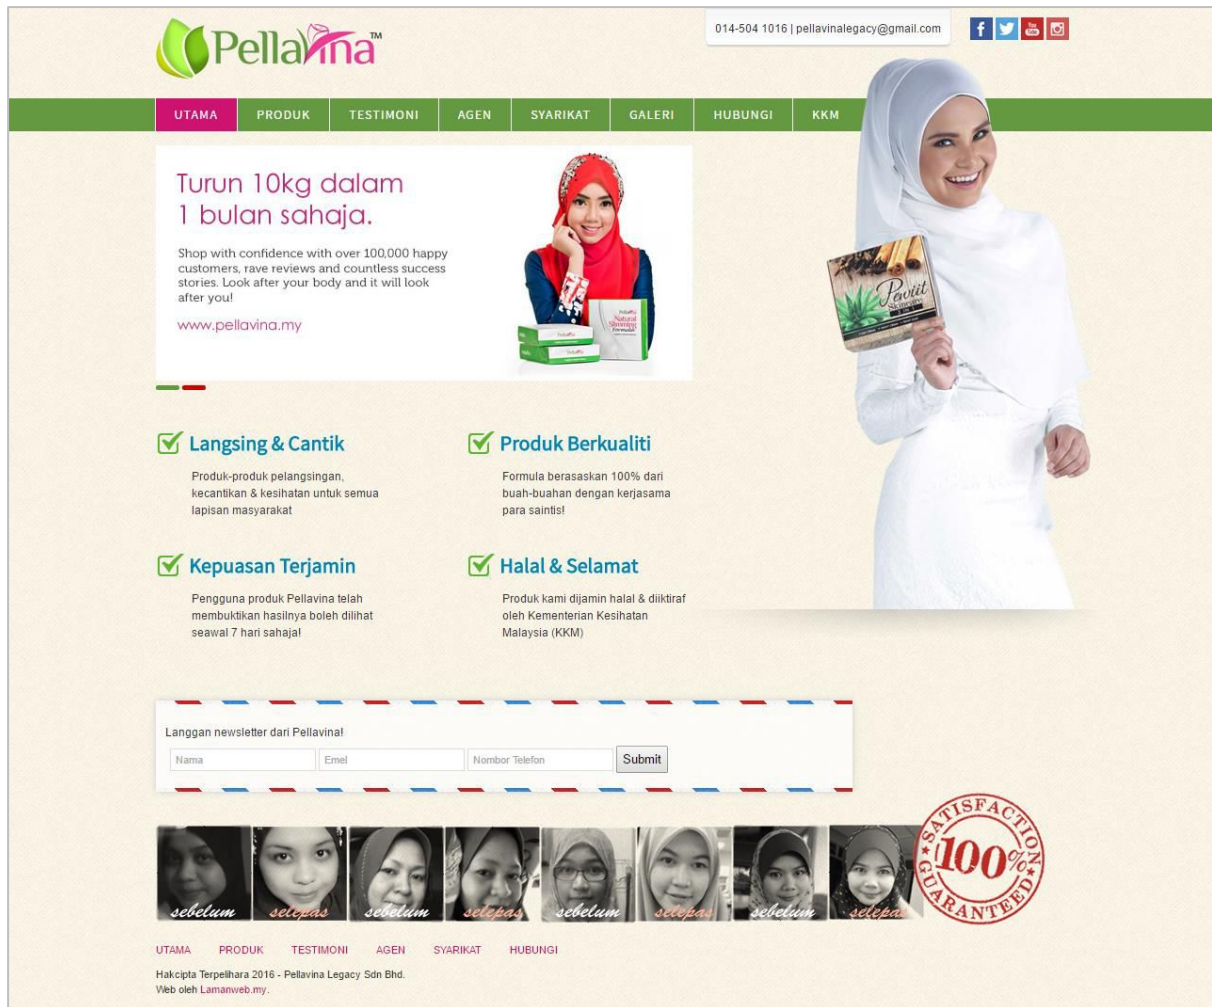 PellaVina™
014-504 1016 | pellavinalegacy@gmail.com
UTAMA PRODUK TESTIMONI AGEN SYARIKAT GALERI HUBUNGI KKM
Turun 10kg dalam
1 bulan sahaja.
Shop with confidence with over 100,000 happy
customers, rave reviews and countless success
stories. Look after your body and it will look
after you!
www.pellavina.my
PellaVina
Natural
Slimming
Formula
Pewiit
Skincare
Langsing & Cantik
Produk-produk pelangsingan,
kecantikan & kesihatan untuk semua
lapisan masyarakat
Produk Berkualiti
Formula berasaskan 100% dari
buah-buahan dengan kerjasama
para saintis!
Kepuasan Terjamin
Pengguna produk Pellavina telah
membuktikan hasilnya boleh dilihat
seawal 7 hari sahaja!
Halal & Selamat
Produk kami dijamin halal & diiktiraf
oleh Kementerian Kesihatan
Malaysia (KKM)
Langgan newsletter dari Pellavina!
Nama Emel Nombor Telefon Submit
sebelum selepas sebelum selepas sebelum selepas sebelum selepas
SATISFACTION
100%
GUARANTEED
UTAMA PRODUK TESTIMONI AGEN SYARIKAT HUBUNGI
Hakcipta Terpelihara 2016 - Pellavina Legacy Sdn Bhd.
Web oleh Lamanweb.my.